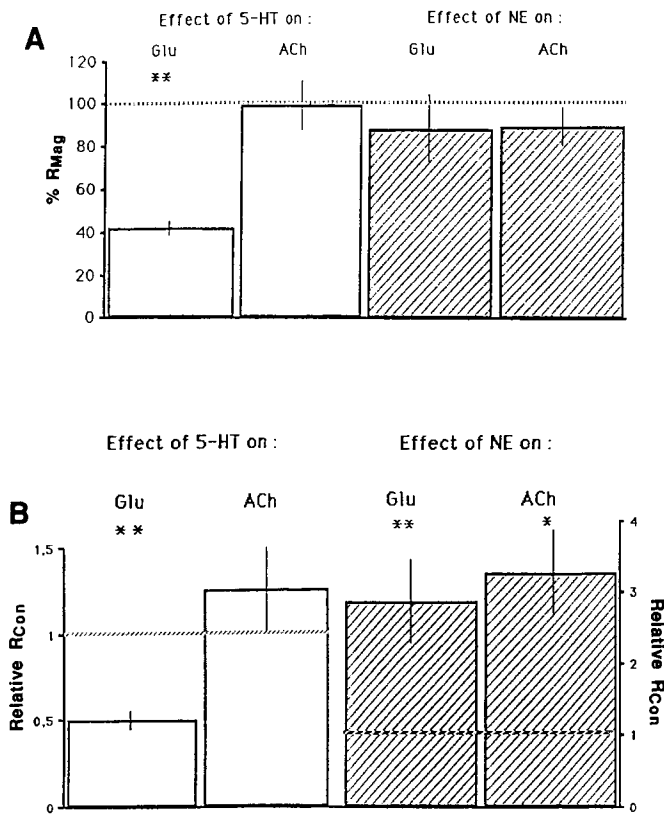 Effect of 5-HT on : Effect of NE on :
A
Glu ACh Glu ACh
**
120
100
80
60
40
20
0
% RMag
Effect of 5-HT on : Effect of NE on :
B
Glu ACh Glu ACh
** ** *
1.5
1
0.5
0
Relative RCon
4
3
2
1
0
Relative RCon